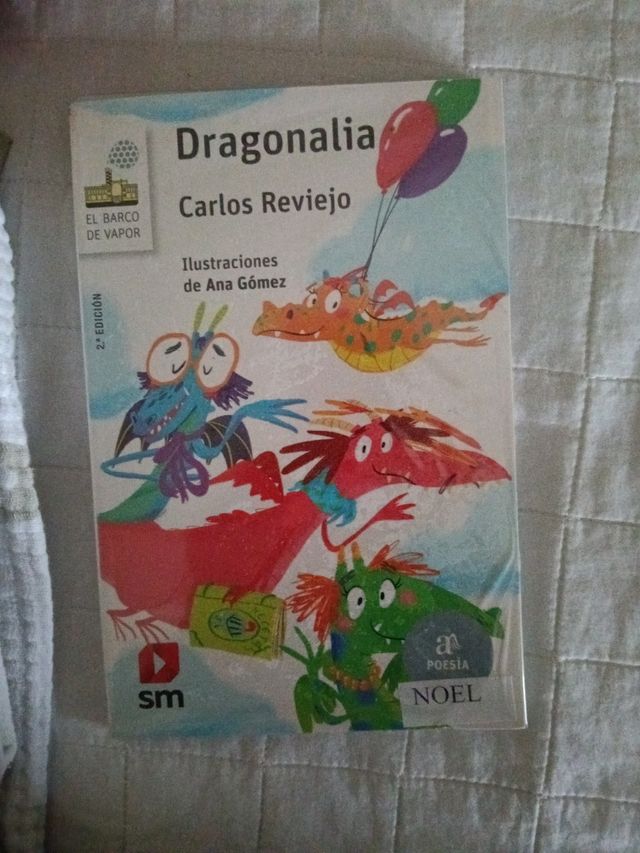 Dragonalia
Carlos Reviejo
Ilustraciones
de Ana Gómez
EL BARCO
DE VAPOR
2.ª EDICIÓN
sm
a
POESÍA
NOEL